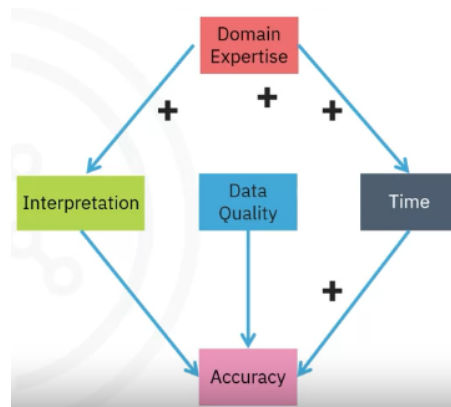 Domain
Expertise
+
+
+
Interpretation
Data
Quality
Time
+
Accuracy